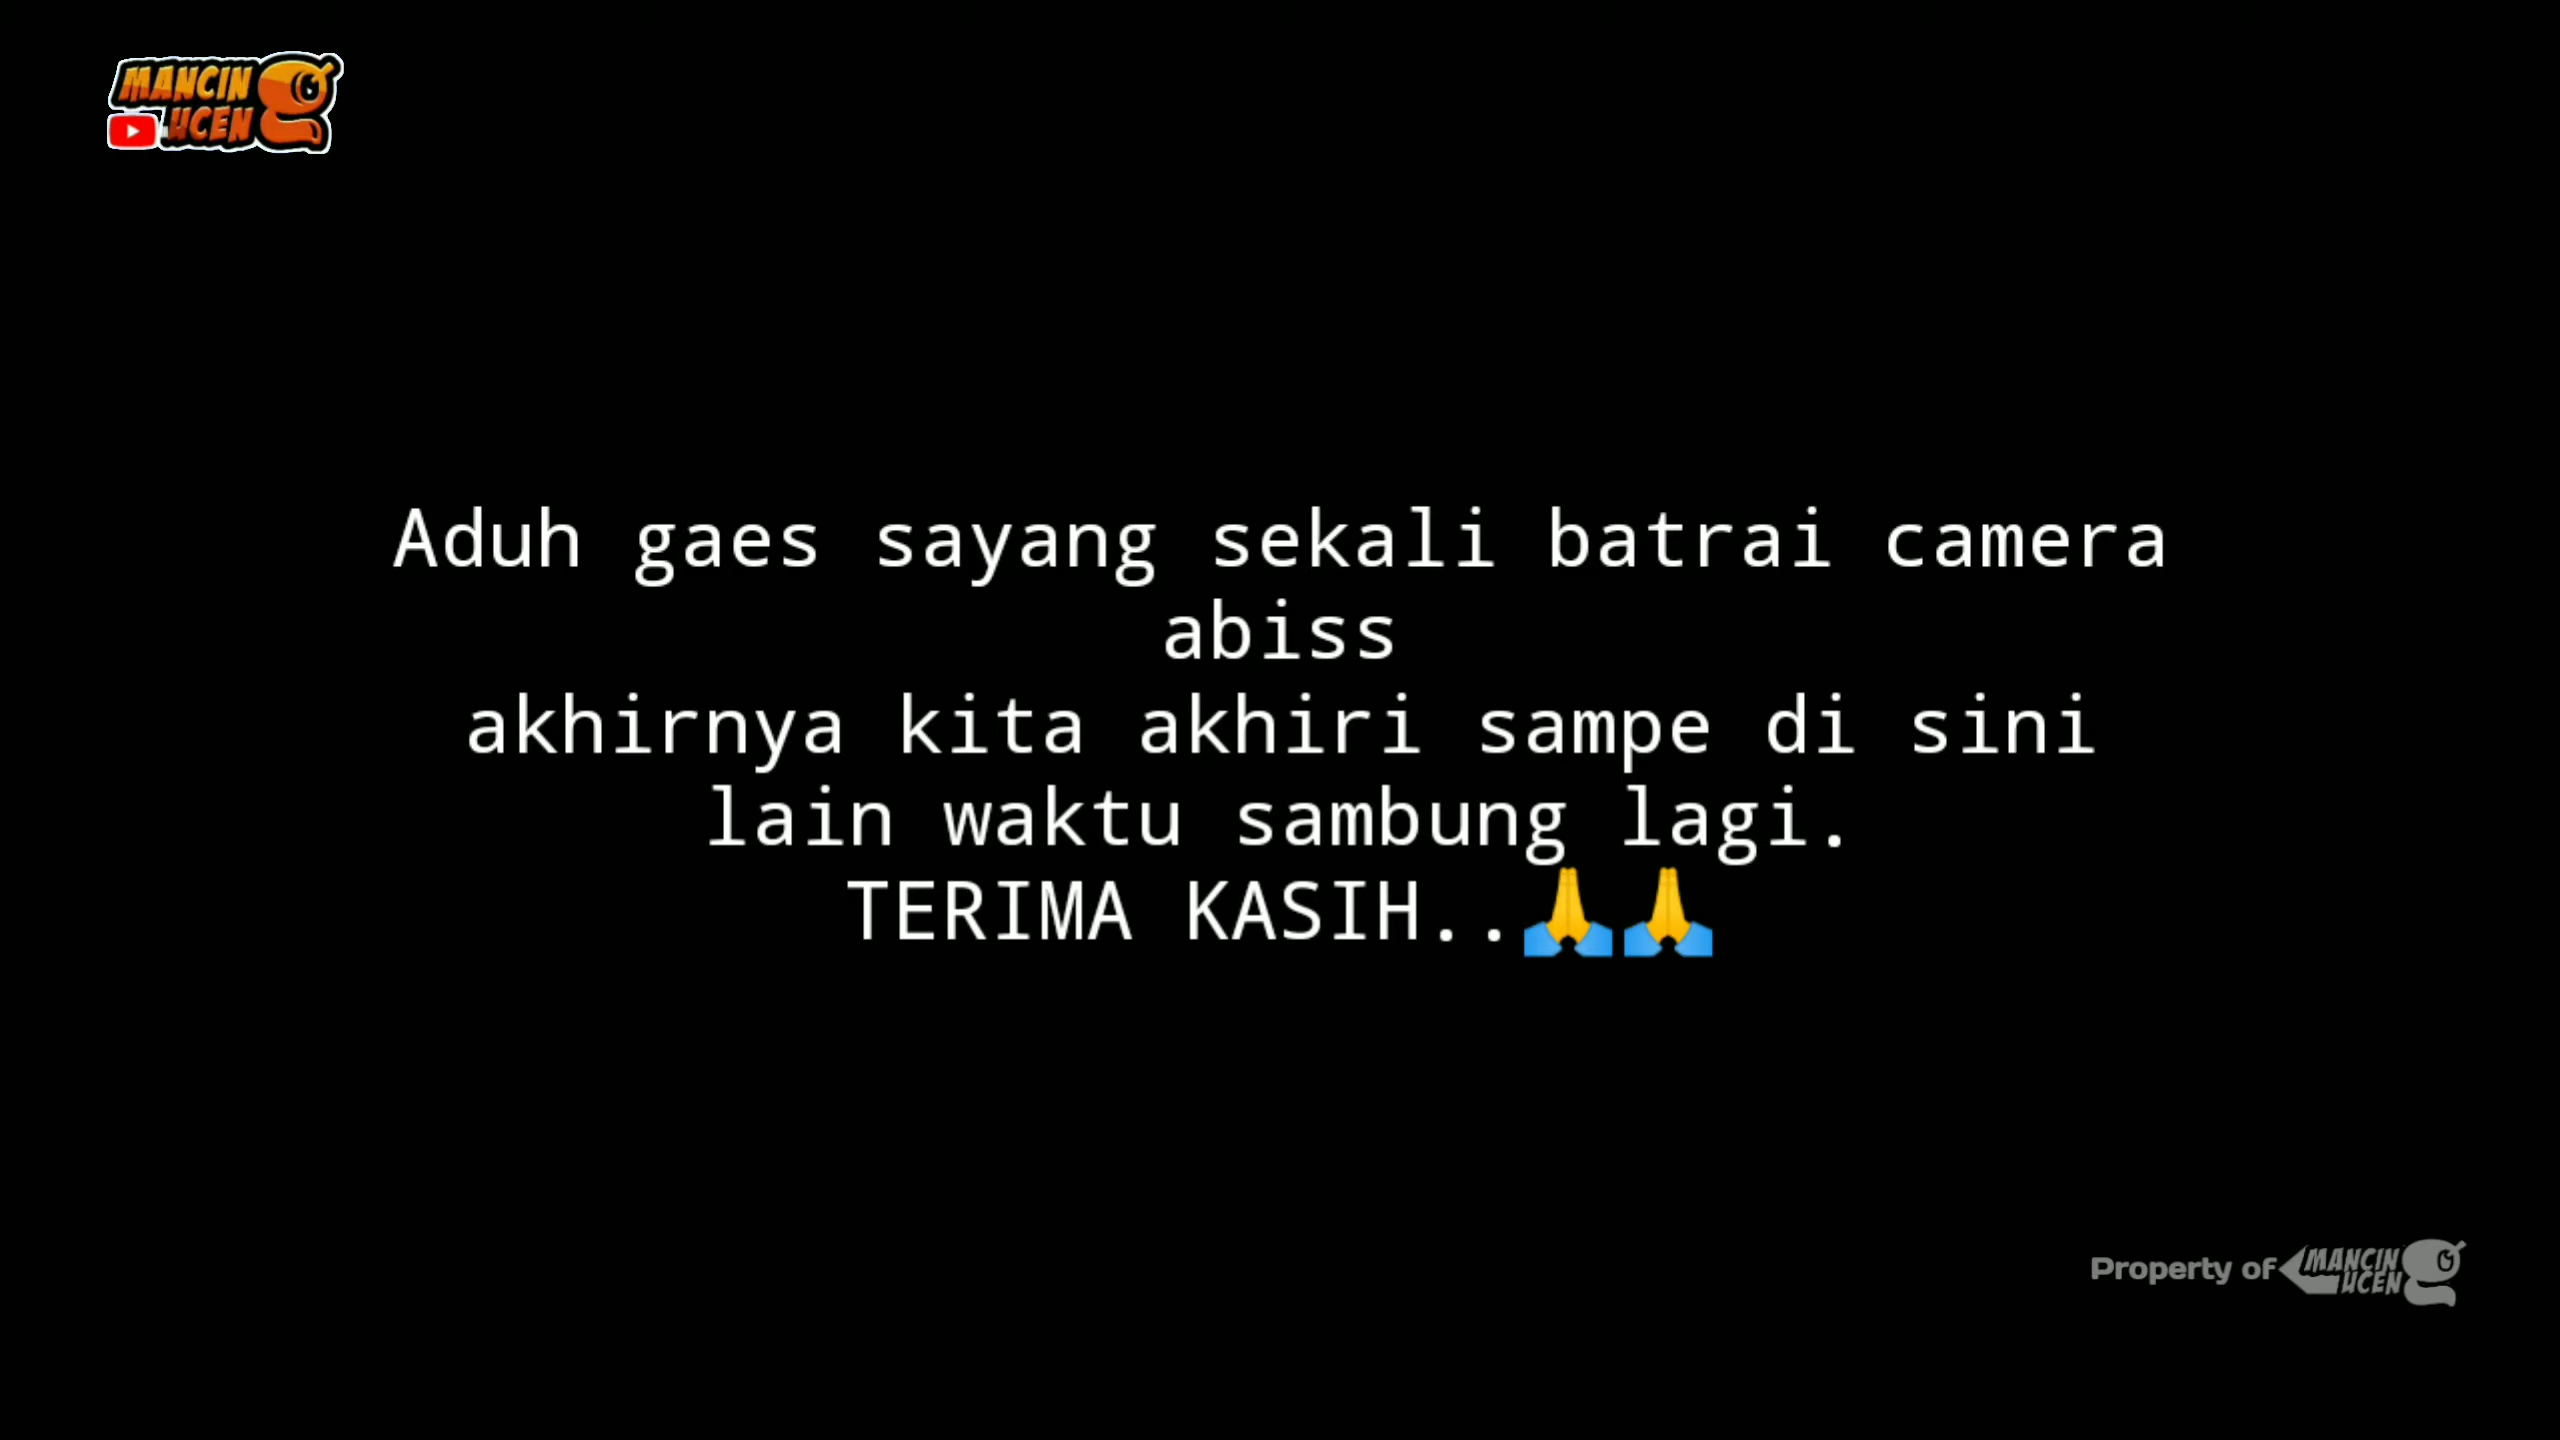 MANCIN
UCEN
Aduh gaes sayang sekali batrai camera
abiss
akhirnya kita akhiri sampe di sini
lain waktu sambung lagi.
TERIMA KASIH..🙏🙏
Property of MANCIN
UCEN